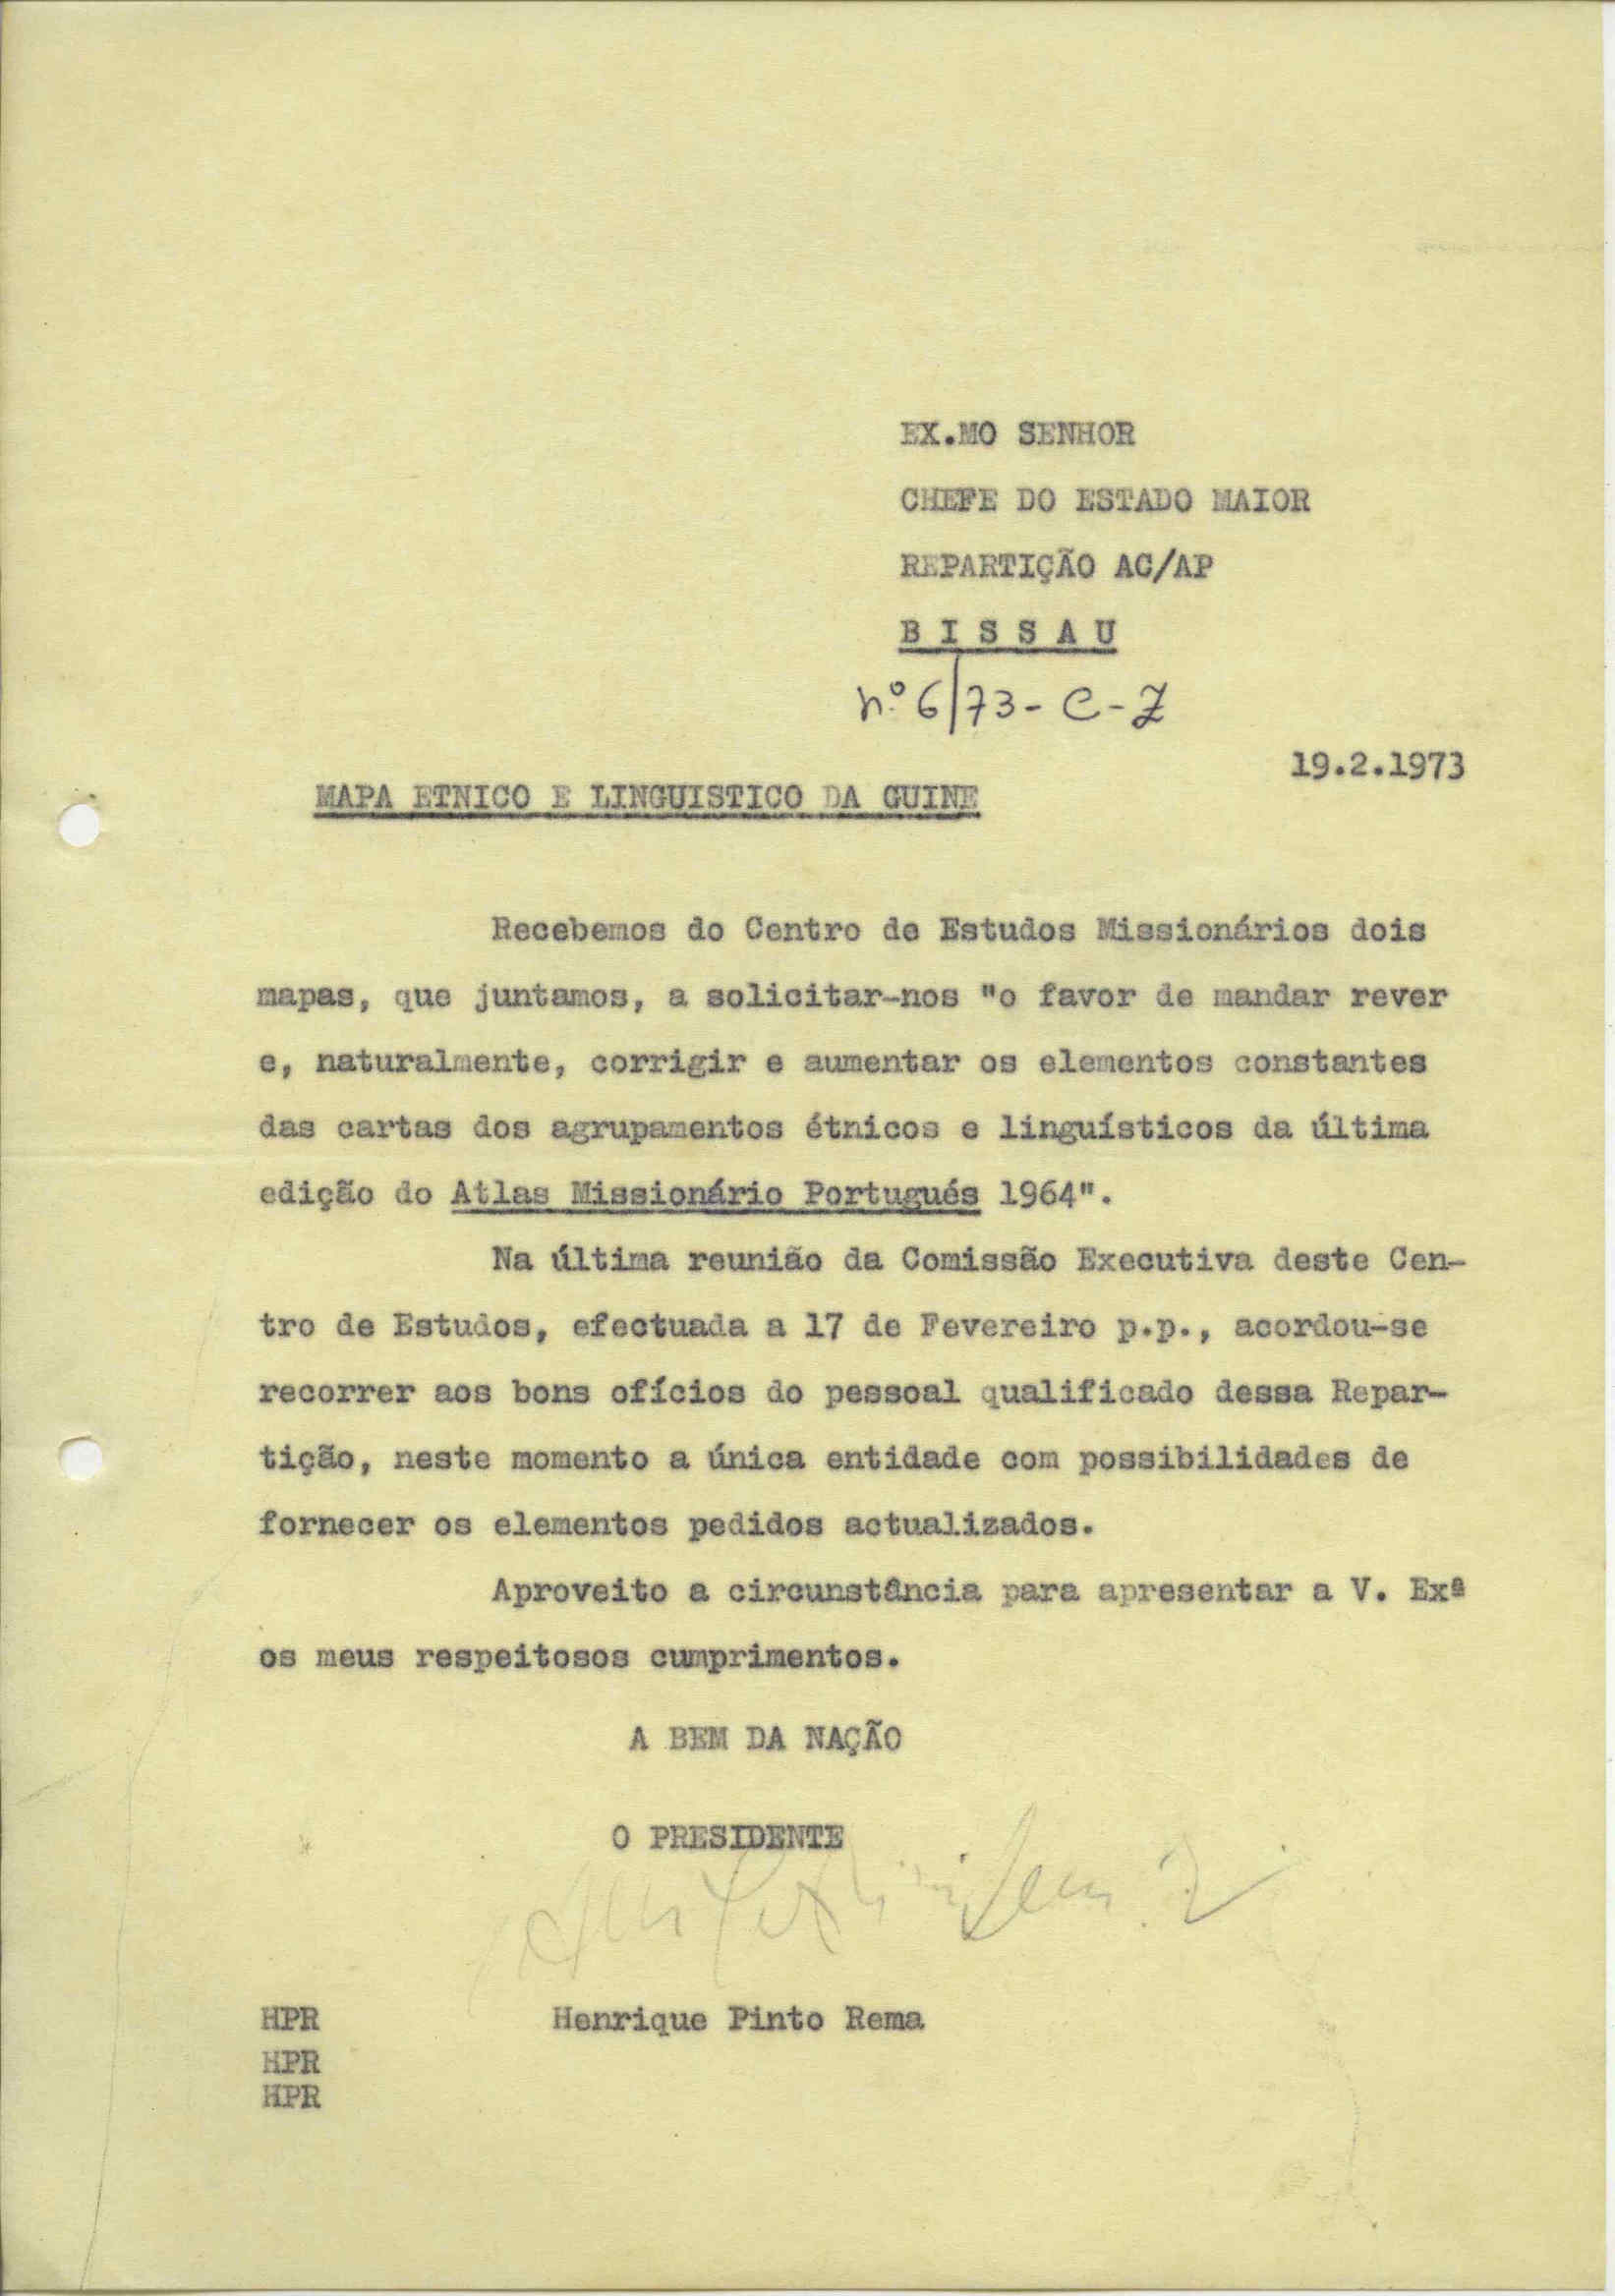 EX.MO SENHOR
CHEFE DO ESTADO MAIOR
REPARTIÇÃO AC/AP
B I S S A U
nº 6/73 - C - Z
19.2.1973
MAPA ETNICO E LINGUISTICO DA GUINE
Recebemos do Centro de Estudos Missionários dois
mapas, que juntamos, a solicitar-nos "o favor de mandar rever
e, naturalmente, corrigir e aumentar os elementos constantes
das cartas dos agrupamentos étnicos e linguísticos da última
edição do Atlas Missionário Portugués 1964".
Na última reunião da Comissão Executiva deste Cen-
tro de Estudos, efectuada a 17 de Fevereiro p.p., acordou-se
recorrer aos bons ofícios do pessoal qualificado dessa Repar-
tição, neste momento a única entidade com possibilidades de
fornecer os elementos pedidos actualizados.
Aproveito a circunstância para apresentar a V. Exª
os meus respeitosos cumprimentos.
A BEM DA NAÇÃO
O PRESIDENTE
HPR
Henrique Pinto Rema
HPR
HPR